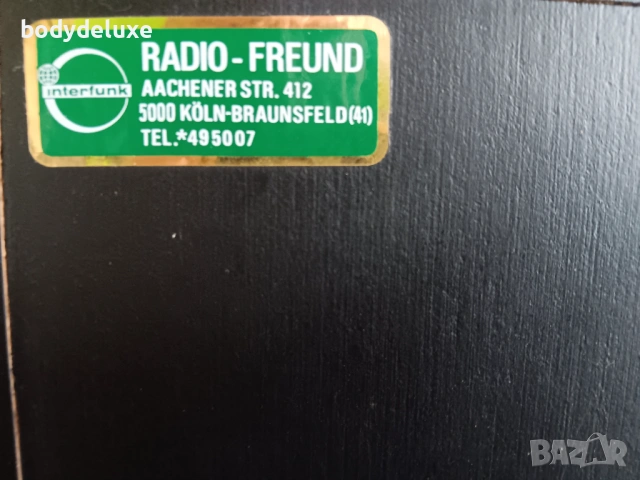 bodydeluxe
interfunk
RADIO - FREUND
AACHENER STR. 412
5000 KÖLN-BRAUNSFELD(41)
TEL.*495007
BAZAR